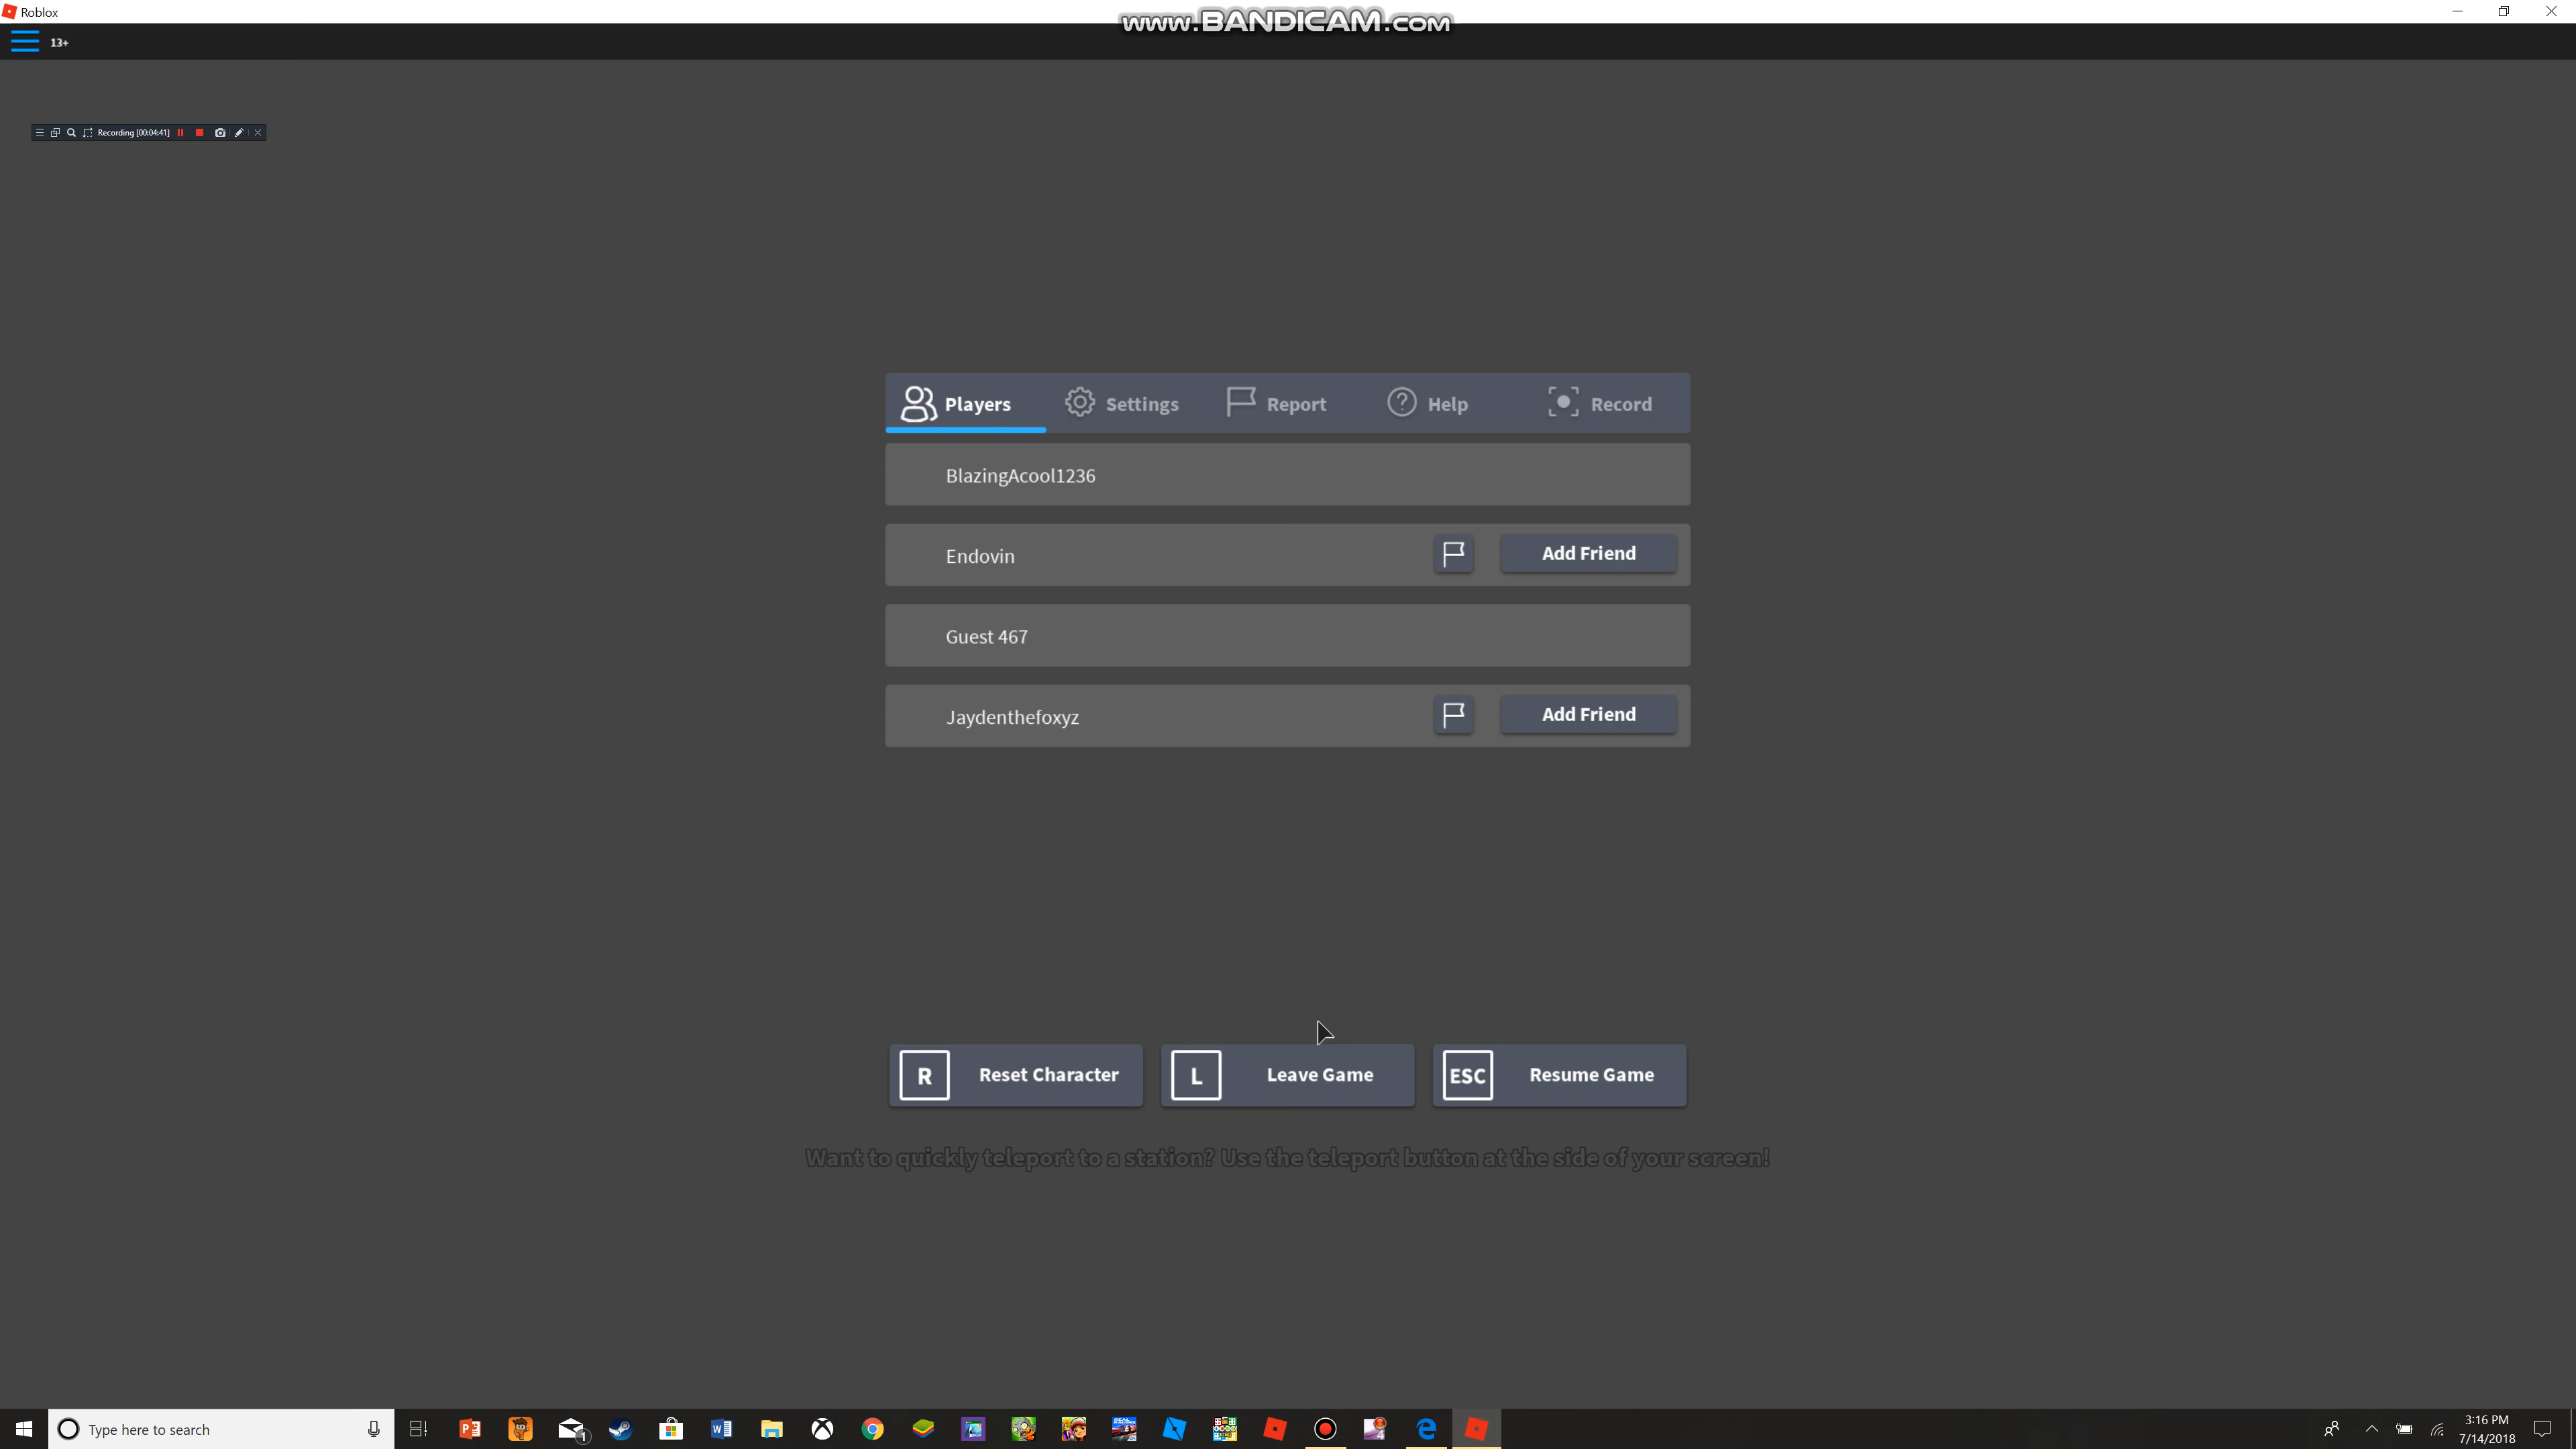 Roblox
www.BANDICAM.com
13+
Recording [00:04:41]
Players Settings Report Help Record
BlazingAcool1236
Endovin Add Friend
Guest 467
Jaydenthefoxyz Add Friend
R Reset Character L Leave Game ESC Resume Game
Want to quickly teleport to a station? Use the teleport button at the side of your screen!
Type here to search
1
3:16 PM
7/14/2018